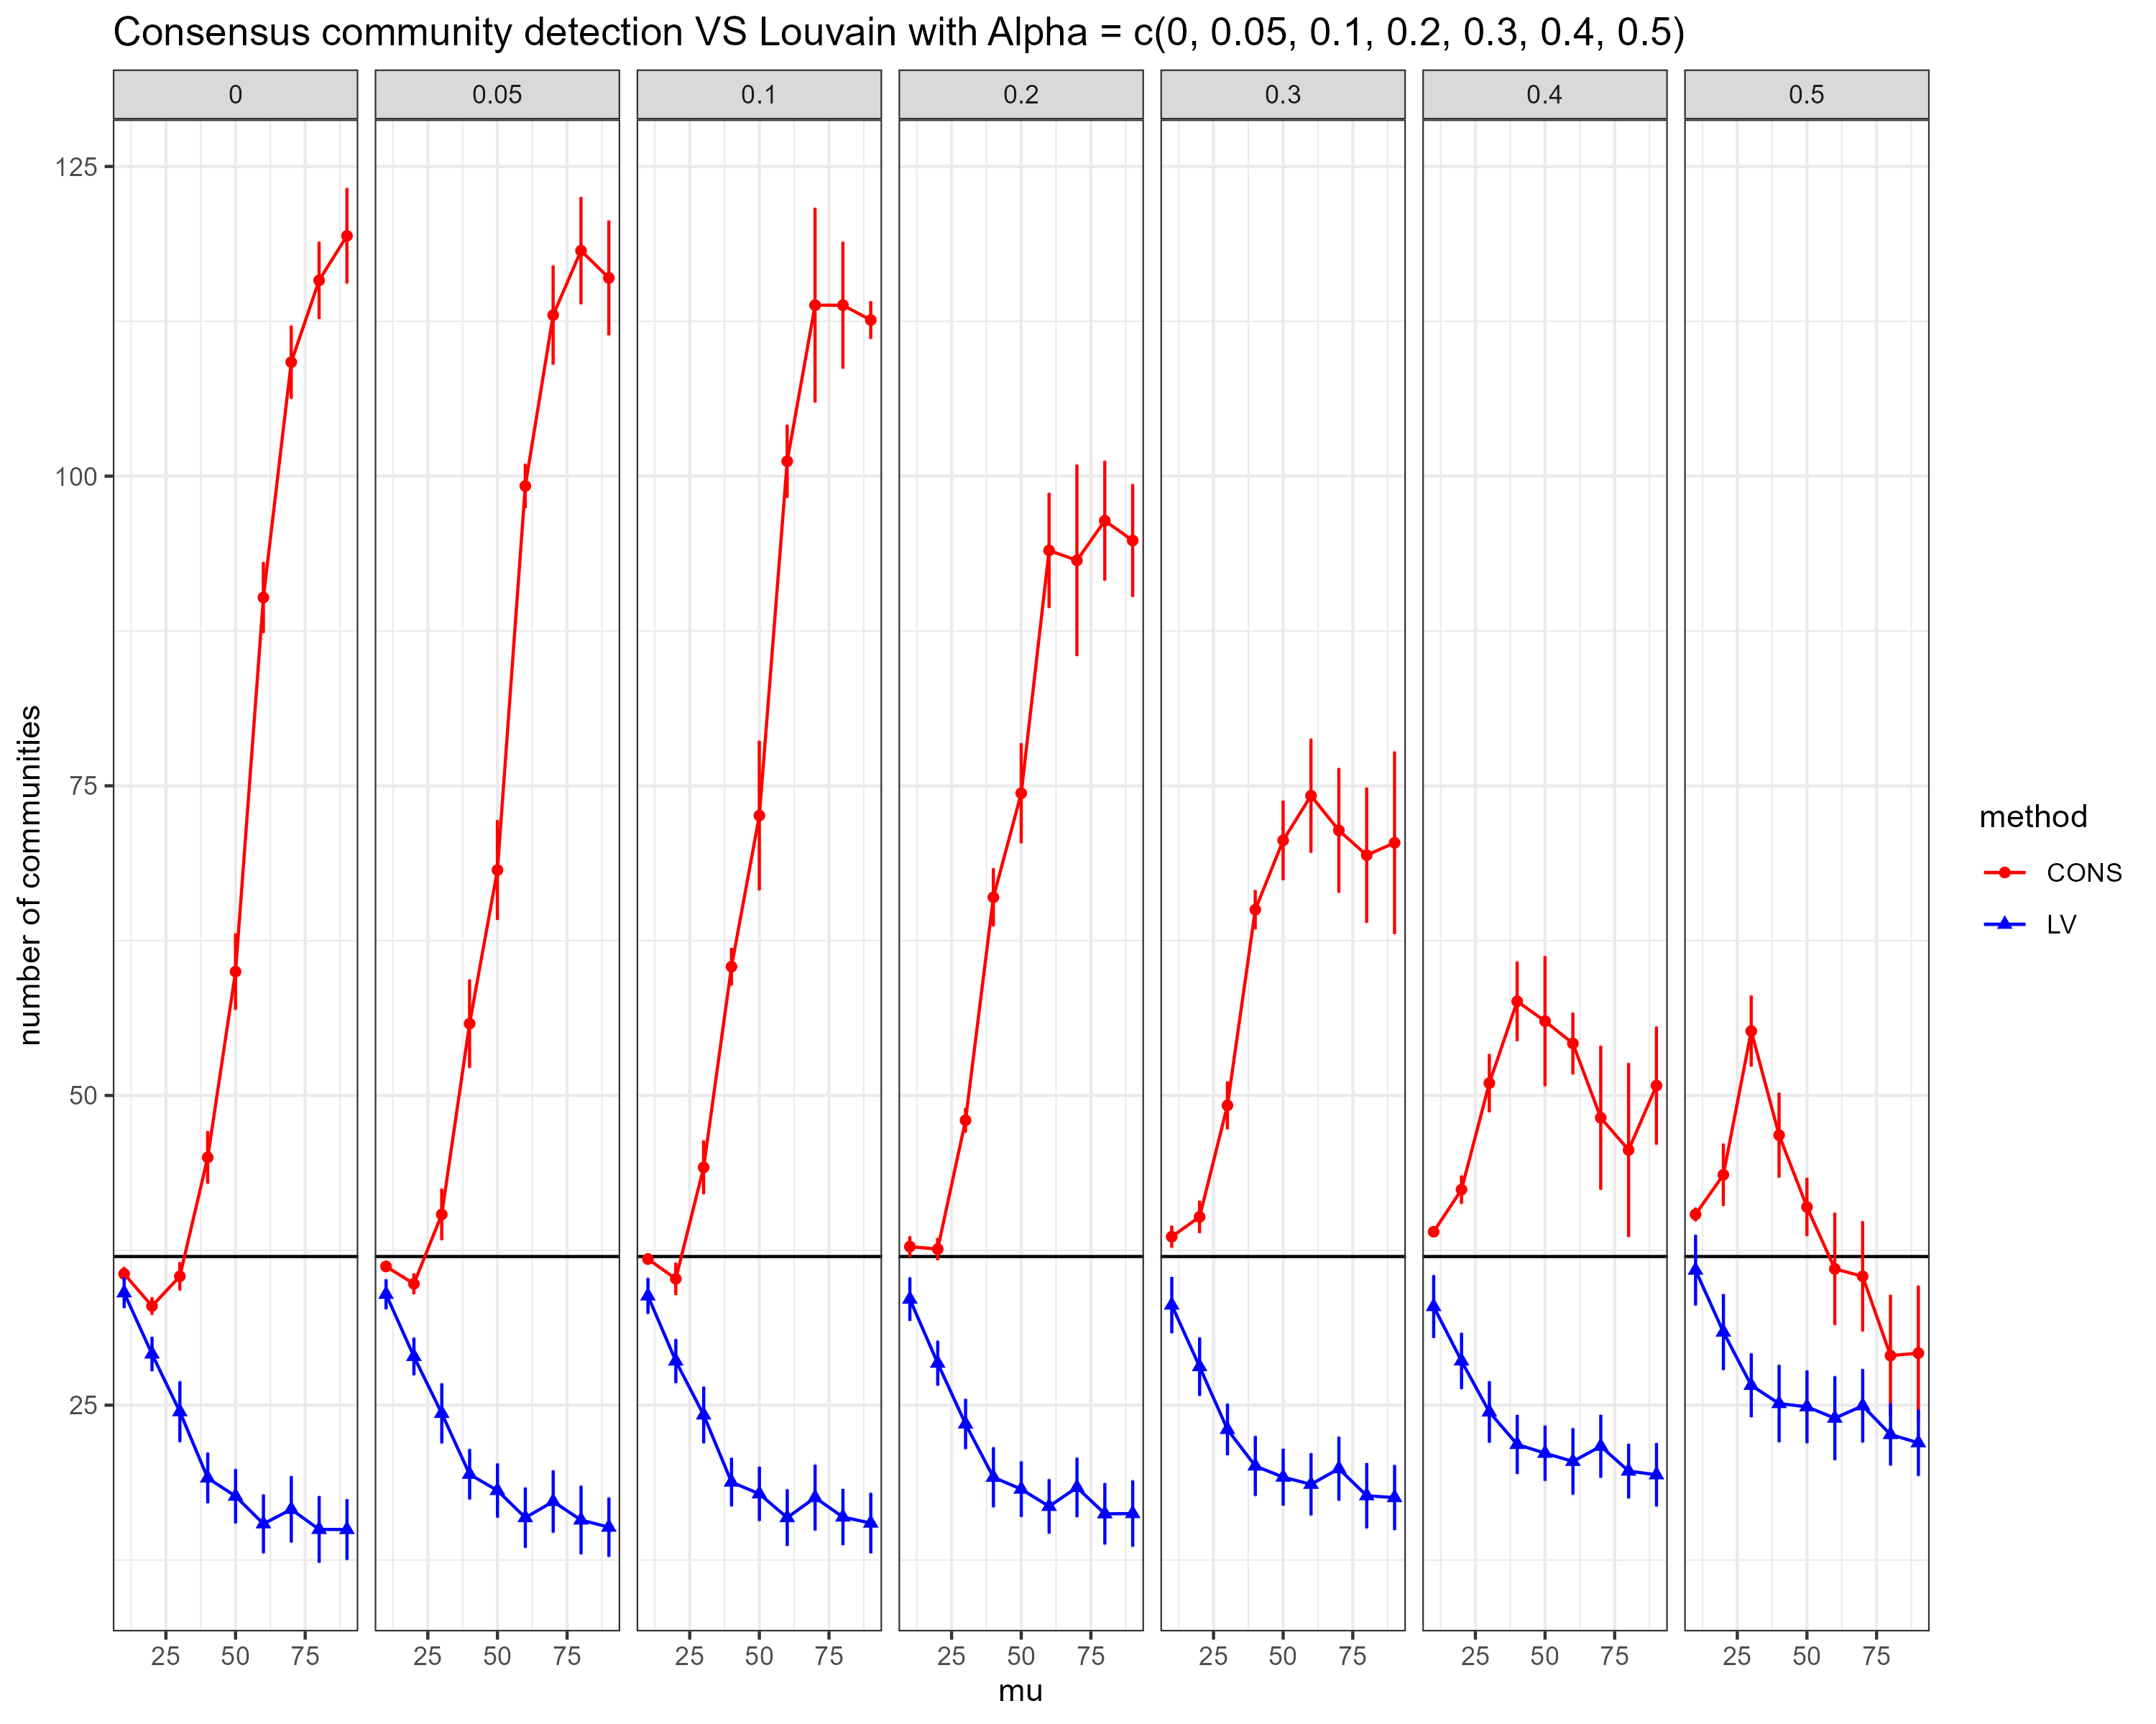 Consensus community detection VS Louvain with Alpha = c(0, 0.05, 0.1, 0.2, 0.3, 0.4, 0.5)
0 0.05 0.1 0.2 0.3 0.4 0.5
125
100
75
50
25
number of communities
method
CONS
LV
25 50 75 25 50 75 25 50 75 25 50 75 25 50 75 25 50 75 25 50 75
mu